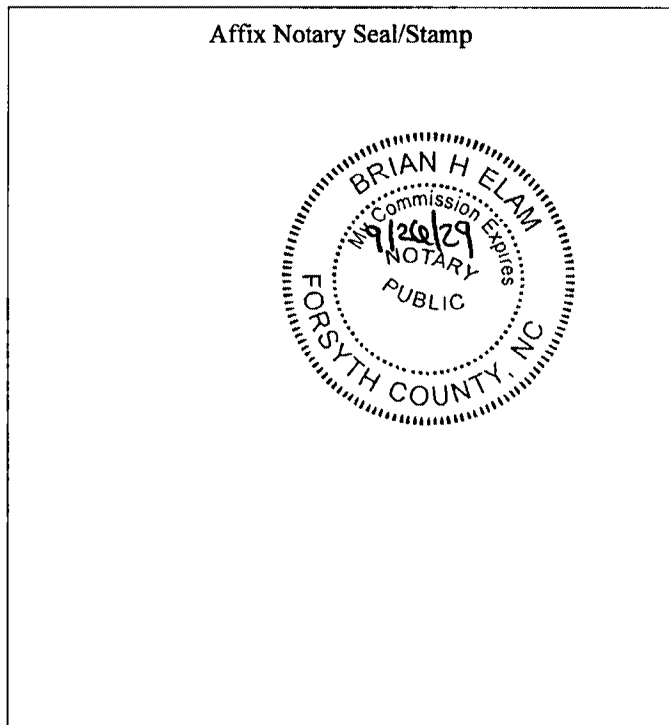 Affix Notary Seal/Stamp
BRIAN H ELAM
My Commission Expires
9/26/29
NOTARY
PUBLIC
FORSYTH COUNTY, NC